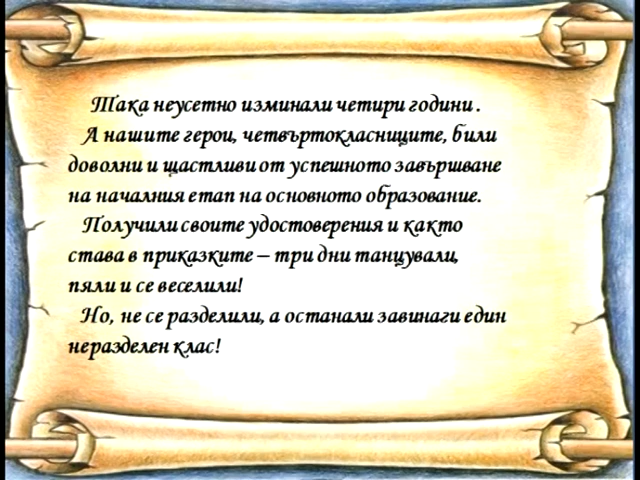 Така неусетно изминали четири години .
А нашите герои, четвъртокласниците, били
доволни и щастливи от успешното завършване
на началния етап на основното образование.
Получили своите удостоверения и както
става в приказките – три дни танцували,
пяли и се веселили!
Но, не се разделили, а останали завинаги един
неразделен клас!